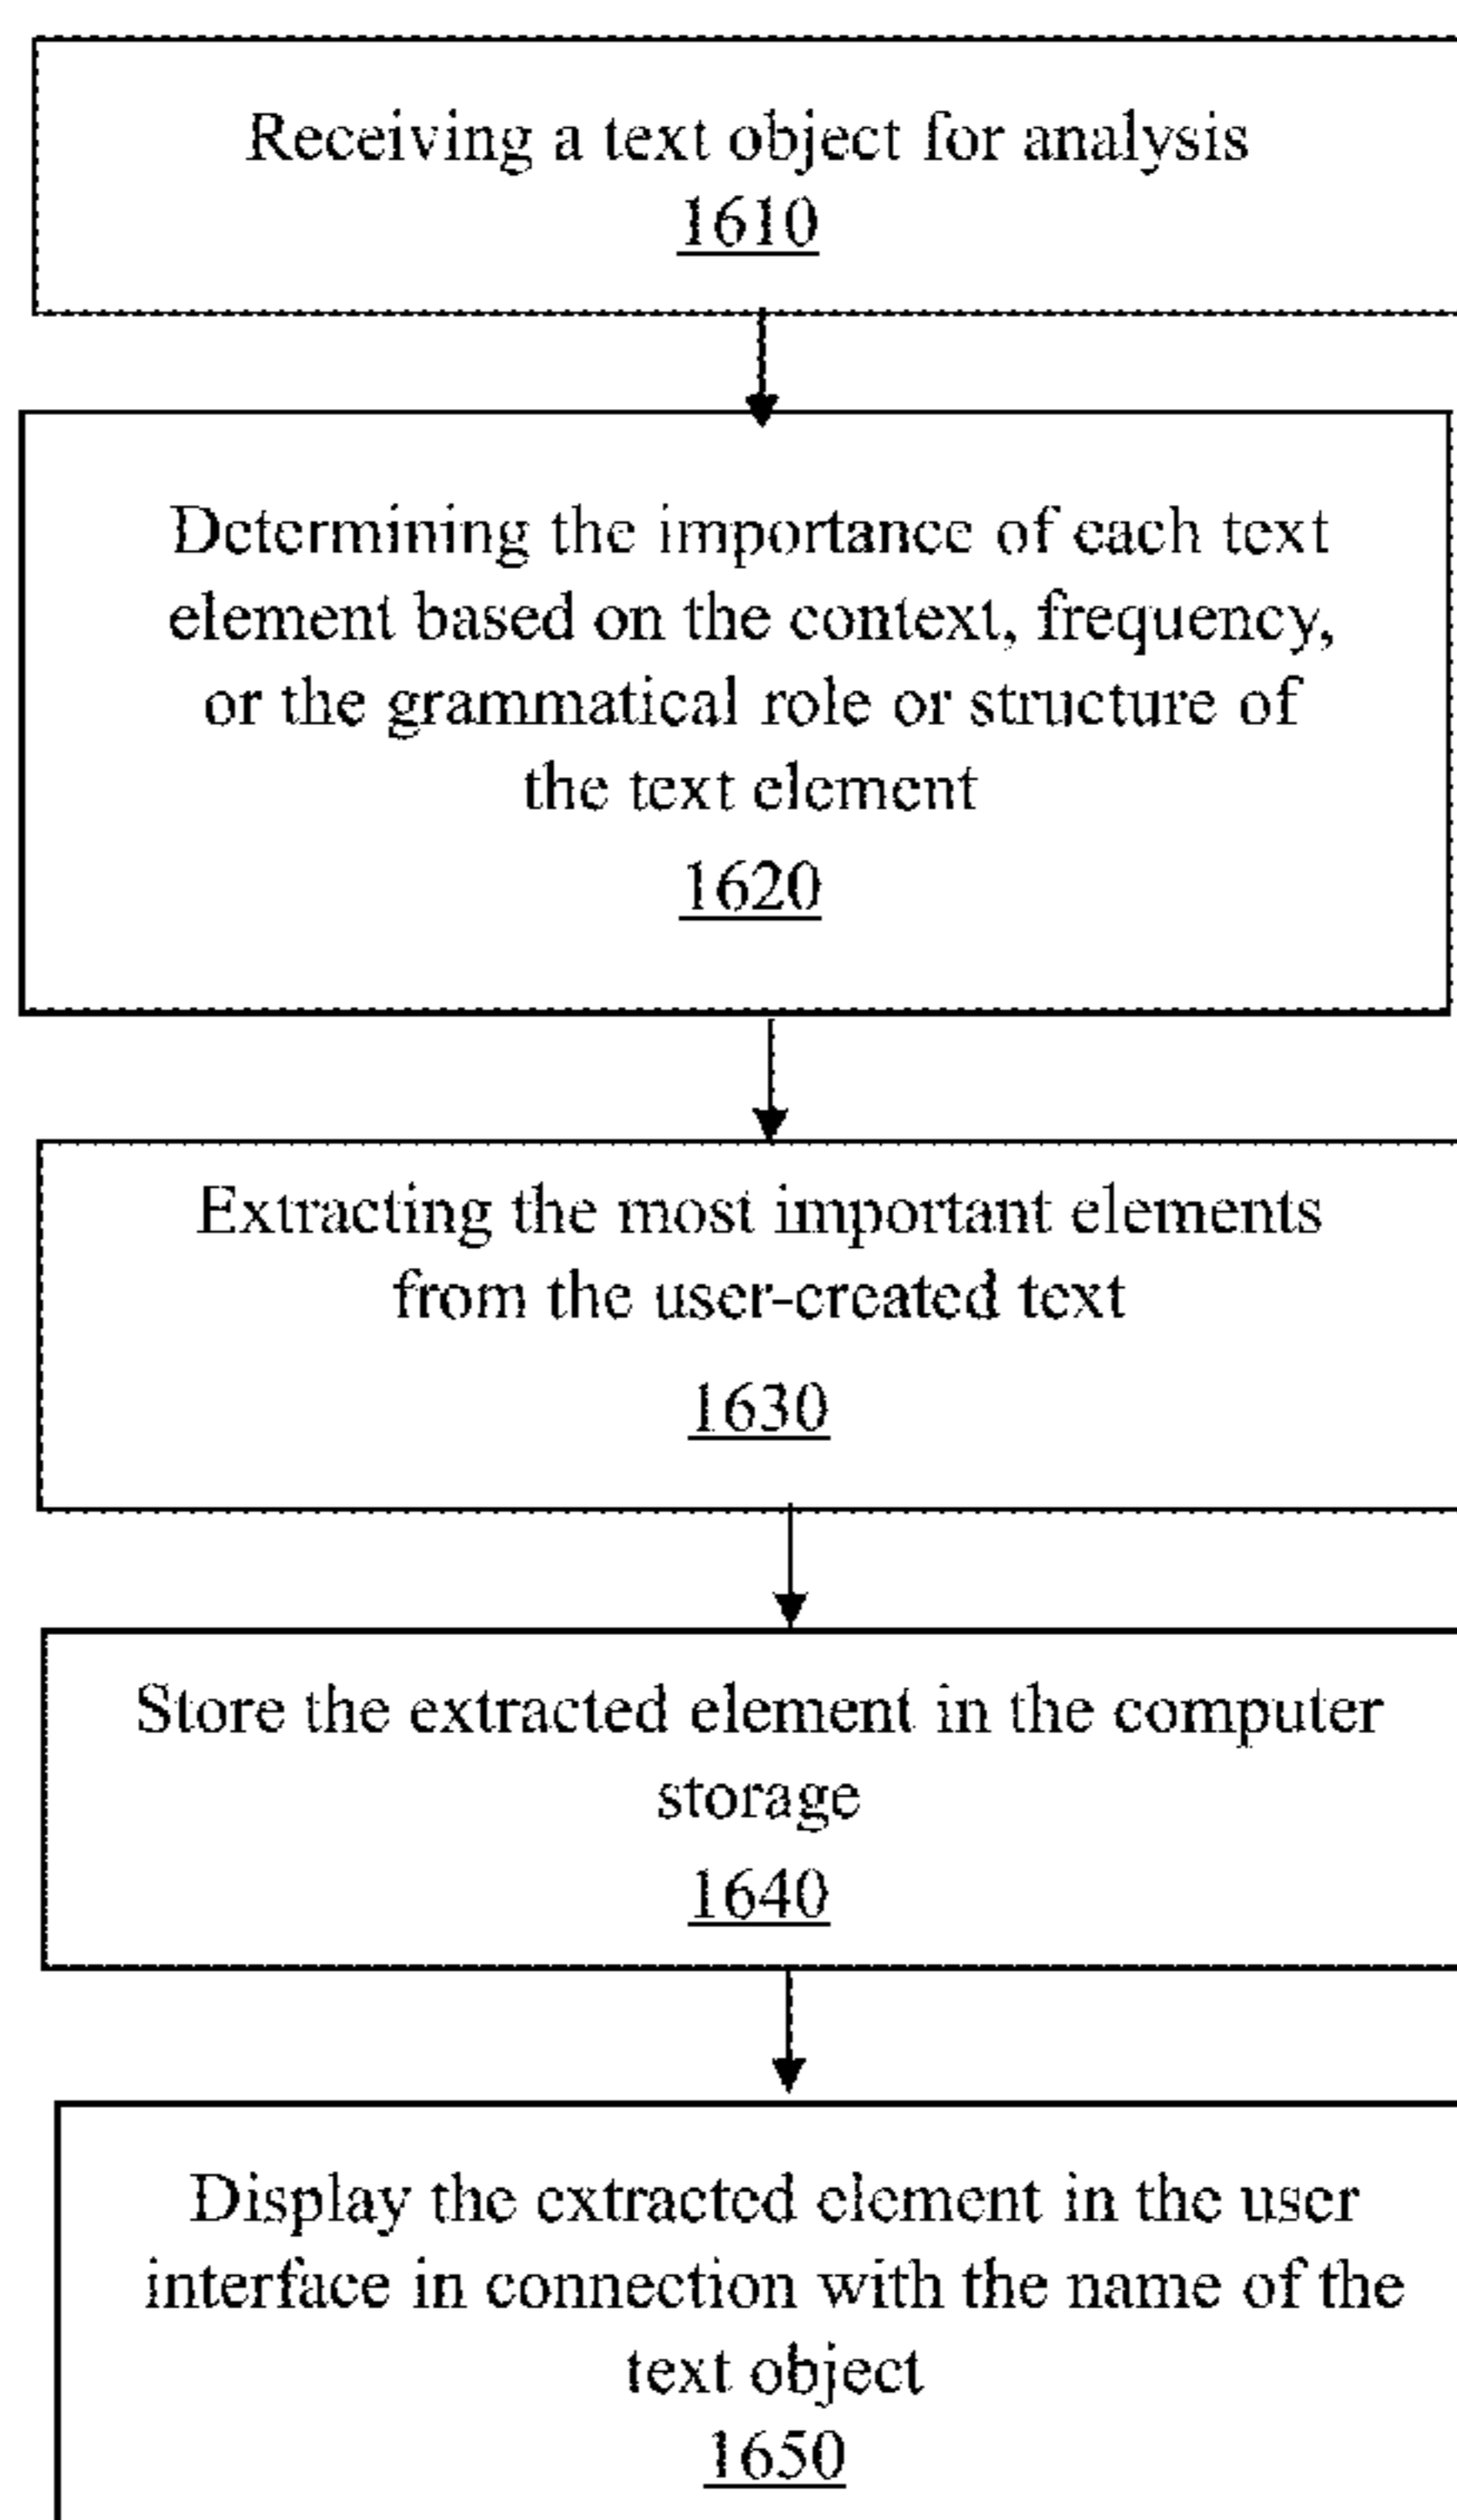 Receiving a text object for analysis
1610
Determining the importance of each text
element based on the context, frequency,
or the grammatical role or structure of
the text element
1620
Extracting the most important elements
from the user-created text
1630
Store the extracted element in the computer
storage
1640
Display the extracted element in the user
interface in connection with the name of the
text object
1650